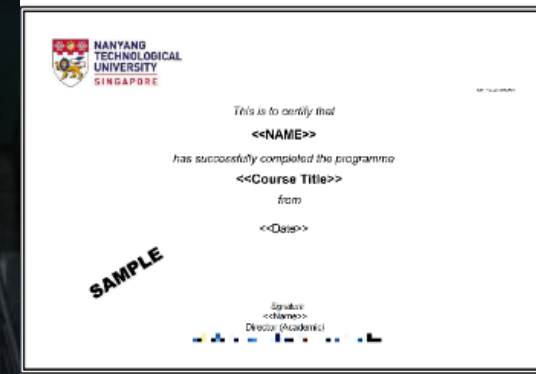 NANYANG
TECHNOLOGICAL
UNIVERSITY
SINGAPORE
This is to certify that
<<NAME>>
has successfully completed the programme
<<Course Title>>
from
<<Date>>
SAMPLE
Signature
<<Name>>
Director (Academic)